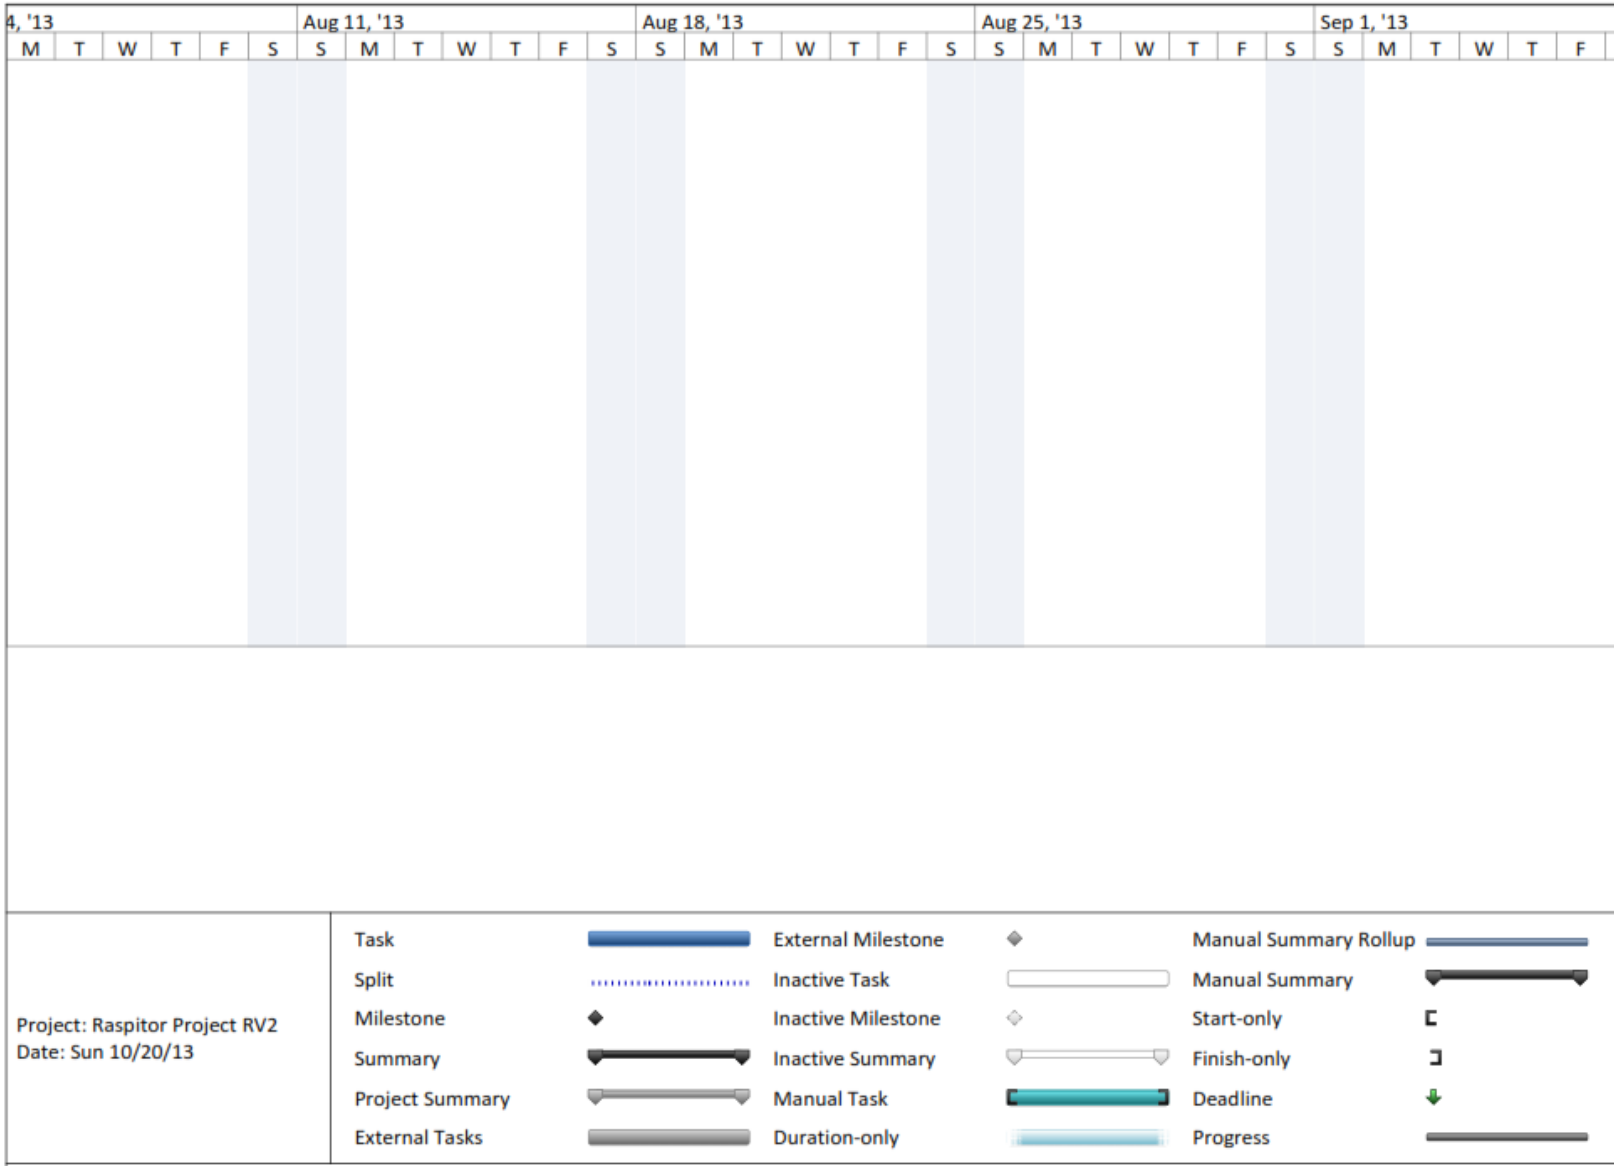 4, '13 Aug 11, '13 Aug 18, '13 Aug 25, '13 Sep 1, '13
M T W T F S S M T W T F S S M T W T F S S M T W T F S S M T W T F
Task External Milestone Manual Summary Rollup
Split Inactive Task Manual Summary
Milestone Inactive Milestone Start-only
Project: Raspitor Project RV2
Date: Sun 10/20/13
Summary Inactive Summary Finish-only
Project Summary Manual Task Deadline
External Tasks Duration-only Progress